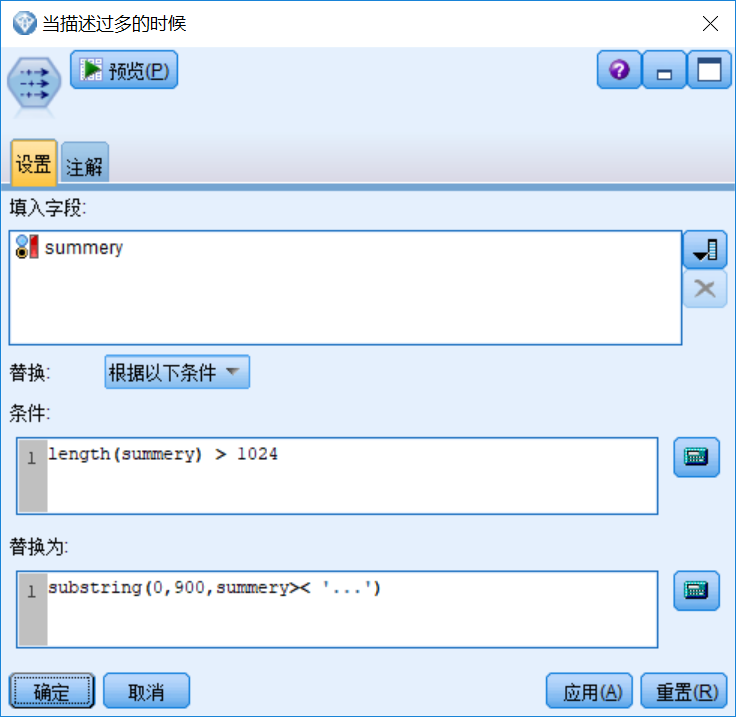 当描述过多的时候
预览(P)
设置 注解
填入字段:
summery
替换: 根据以下条件
条件:
1 length(summery) > 1024
替换为:
1 substring(0,900,summery>< '...')
确定 取消 应用(A) 重置(R)